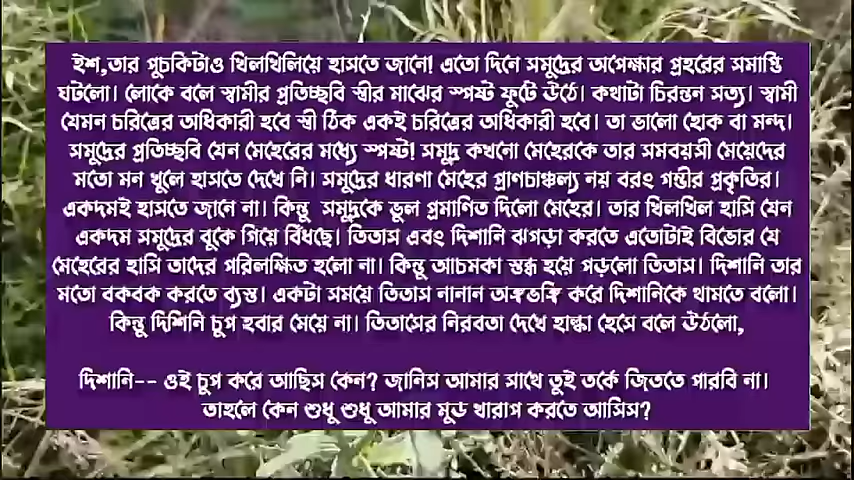 ইশ,তার পুচকিটাও খিলখিলিয়ে হাসতে জানে! এতো দিনে সমুদ্রের অপেক্ষার প্রহরের সমাপ্তি
ঘটলো। লোকে বলে স্বামীর প্রতিচ্ছবি স্ত্রীর মাঝের স্পষ্ট ফুটে উঠে। কথাটা চিরন্তন সত্য। স্বামী
যেমন চরিত্রের অধিকারী হবে স্ত্রী ঠিক একই চরিত্রের অধিকারী হবে। তা ভালো হোক বা মন্দ।
সমুদ্রের প্রতিচ্ছবি যেন মেহেরের মধ্যে স্পষ্ট! সমুদ্র কখনো মেহেরকে তার সমবয়সী মেয়েদের
মতো মন খুলে হাসতে দেখে নি। সমুদ্রের ধারণা মেহের প্রাণচাঞ্চল্য নয় বরং গম্ভীর প্রকৃতির।
একদমই হাসতে জানে না। কিন্তু সমুদ্রকে ভুল প্রমাণিত দিলো মেহের। তার খিলখিল হাসি যেন
একদম সমুদ্রের বুকে গিয়ে বিঁধছে। তিতাস এবং দিশানি ঝগড়া করতে এতোটাই বিভোর যে
মেহেরের হাসি তাদের পরিলক্ষিত হলো না। কিন্তু আচমকা স্তব্ধ হয়ে পড়লো তিতাস। দিশানি তার
মতো বকবক করতে ব্যস্ত। একটা সময়ে তিতাস নানান অঙ্গভঙ্গি করে দিশানিকে থামতে বলো।
কিন্তু দিশিনি চুপ হবার মেয়ে না। তিতাসের নিরবতা দেখে হাল্কা হেসে বলে উঠলো,
দিশানি-- ওই চুপ করে আছিস কেন? জানিস আমার সাথে তুই তর্কে জিততে পারবি না।
তাহলে কেন শুধু শুধু আমার মুড খারাপ করতে আসিস?